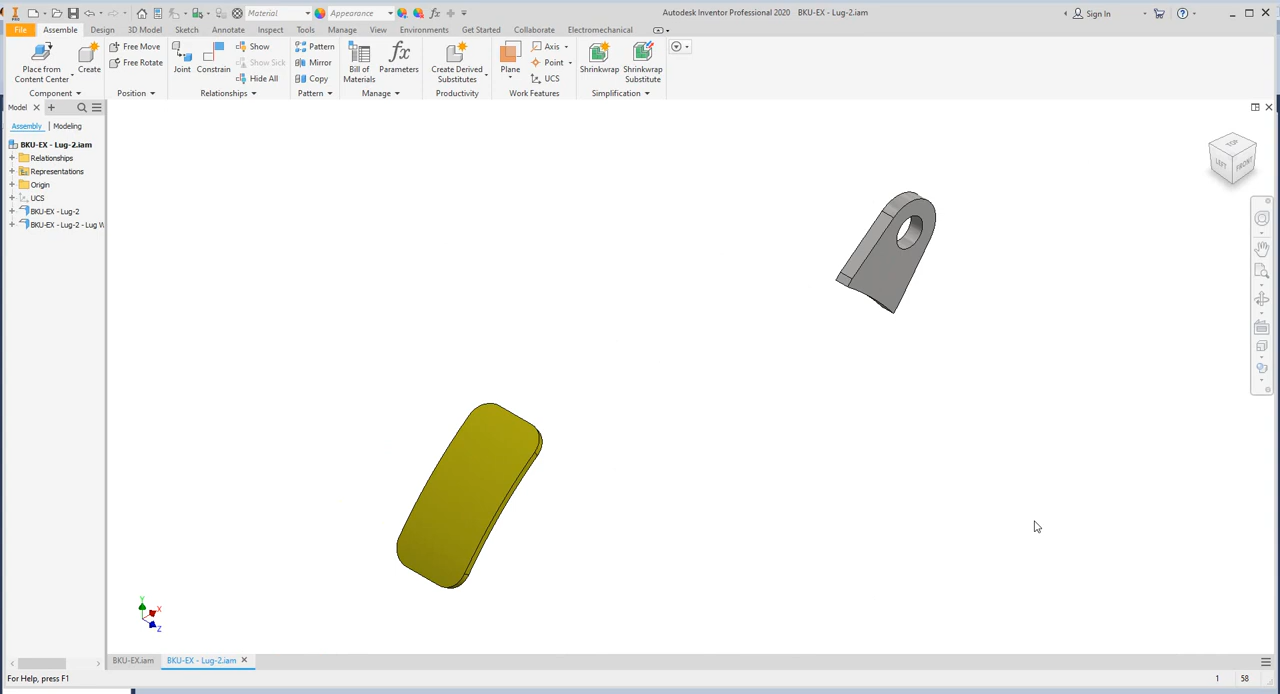 Material
Appearance
Autodesk Inventor Professional 2020 BKU-EX - Lug-2.iam
Sign In
File Assemble Design 3D Model Sketch Annotate Inspect Tools Manage View Environments Get Started Collaborate Electromechanical
Place from
Content Center
Create
Free Move
Free Rotate
Joint
Constrain
Show
Show Sick
Hide All
Pattern
Mirror
Copy
Bill of
Materials
Parameters
Create Derived
Substitutes
Plane
Axis
Point
UCS
Shrinkwrap
Shrinkwrap
Substitute
Component Position Relationships Pattern Manage Productivity Work Features Simplification
Model
Assembly Modeling
BKU-EX - Lug-2.iam
Relationships
Representations
Origin
UCS
BKU-EX - Lug-2
BKU-EX - Lug-2 - Lug W
TOP
LEFT
FRONT
Y
X
Z
BKU-EX.iam BKU-EX - Lug-2.iam
For Help, press F1
1 58